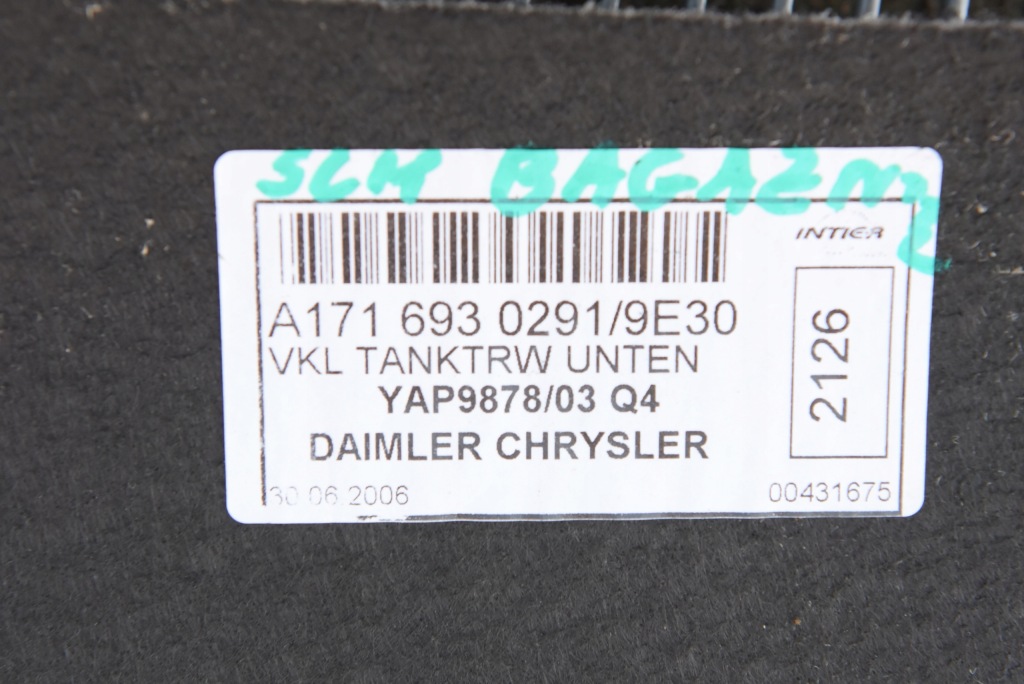 SLK BAGAZNI
INTIER
A171 693 0291/9E30
VKL TANKTRW UNTEN
YAP9878/03 Q4
DAIMLER CHRYSLER
2126
30.06.2006
00431675